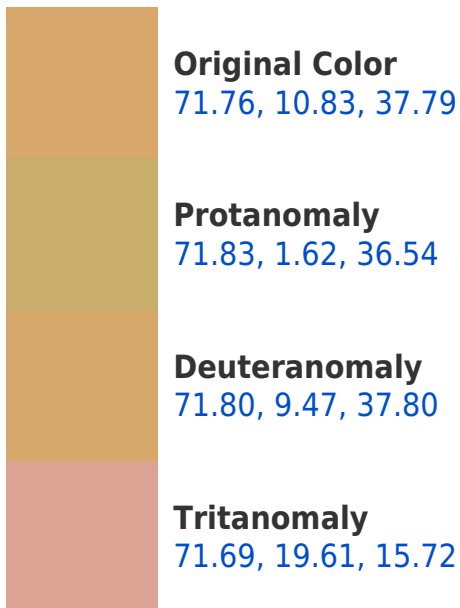 Original Color
71.76, 10.83, 37.79
Protanomaly
71.83, 1.62, 36.54
Deuteranomaly
71.80, 9.47, 37.80
Tritanomaly
71.69, 19.61, 15.72